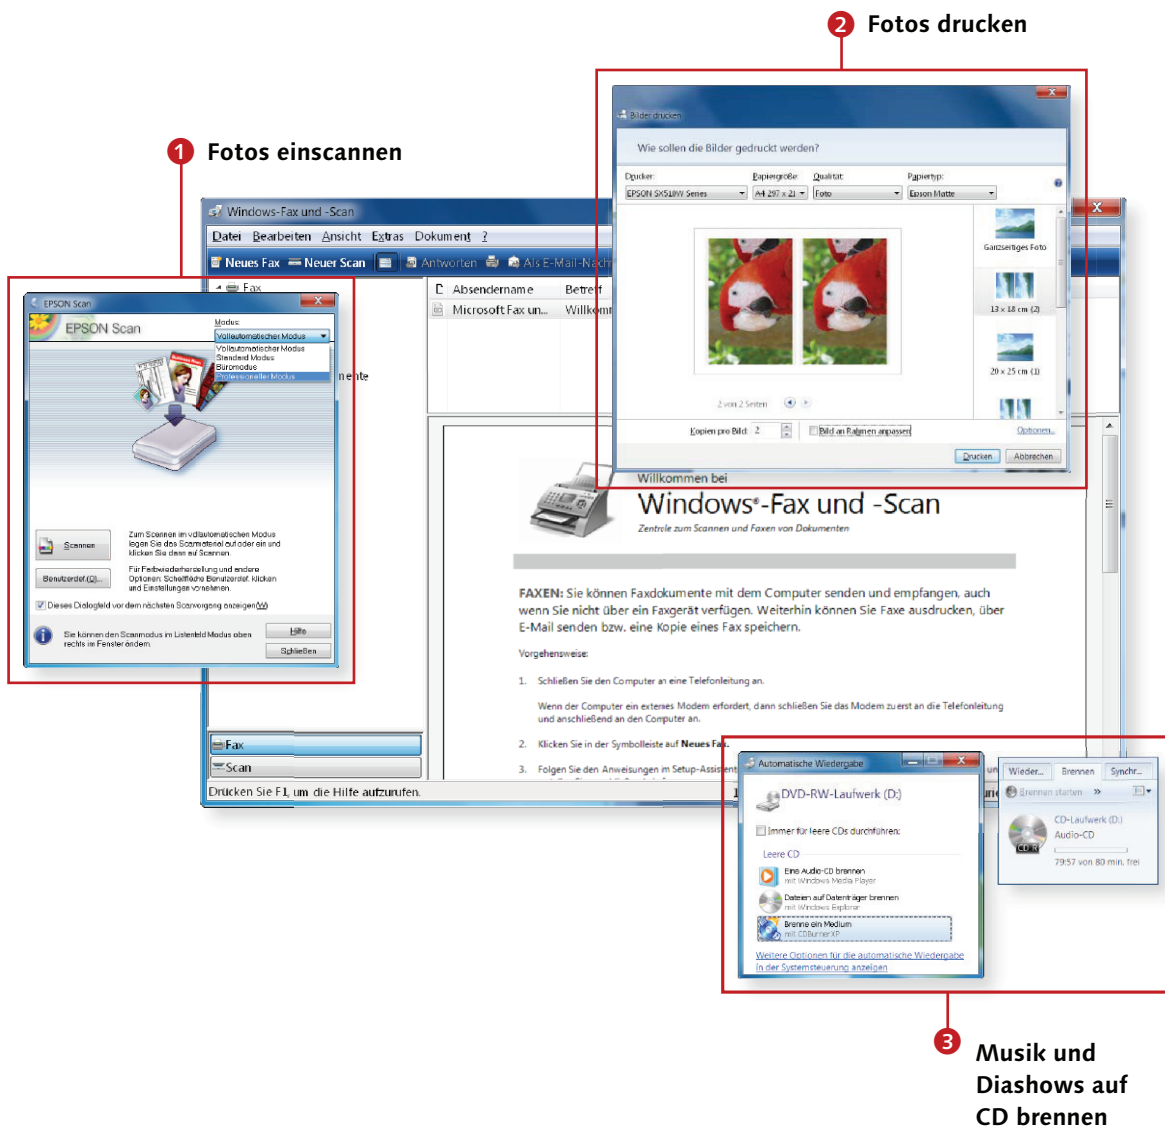 2 Fotos drucken
1 Fotos einscannen
Bilder drucken
Wie sollen die Bilder gedruckt werden?
Drucker: Papiergröße: Qualität: Papiertyp:
EPSON SX510W Series A4 297 x 21 Foto Epson Matte
Ganzseitiges Foto
13 x 18 cm (2)
20 x 25 cm (1)
2 von 2 Seiten
Kopien pro Bild: 2 Bild an Rahmen anpassen Optionen...
Drucken Abbrechen
Windows-Fax und -Scan
Datei Bearbeiten Ansicht Extras Dokument ?
Neues Fax Neuer Scan Antworten Als E-Mail-Nachr
Fax
Absendername Betreff
Microsoft Fax un... Willkomm
mente
EPSON Scan
EPSON Scan
Modus:
Vollautomatischer Modus
Vollautomatischer Modus
Standard Modus
Büromodus
Professioneller Modus
Scannen
Zum Scannen im vollautomatischen Modus
legen Sie das Scanmaterial auf oder ein und
klicken Sie dann auf Scannen.
Benutzerdef.(O)...
Für Farbwiederherstellung und andere
Optionen: Schaltfläche Benutzerdef. klicken
und Einstellungen vornehmen.
Dieses Dialogfeld vor dem nächsten Scanvorgang anzeigen(W)
Sie können den Scanmodus im Listenfeld Modus oben
rechts im Fenster ändern.
Hilfe
Schließen
Willkommen bei
Windows®-Fax und -Scan
Zentrale zum Scannen und Faxen von Dokumenten
FAXEN: Sie können Faxdokumente mit dem Computer senden und empfangen, auch
wenn Sie nicht über ein Faxgerät verfügen. Weiterhin können Sie Faxe ausdrucken, über
E-Mail senden bzw. eine Kopie eines Fax speichern.
Vorgehensweise:
1. Schließen Sie den Computer an eine Telefonleitung an.
Wenn der Computer ein externes Modem erfordert, dann schließen Sie das Modem zuerst an die Telefonleitung
und anschließend an den Computer an.
2. Klicken Sie in der Symbolleiste auf Neues Fax.
3. Folgen Sie den Anweisungen im Setup-Assistent
Fax
Scan
Drücken Sie F1, um die Hilfe aufzurufen.
Automatische Wiedergabe
DVD-RW-Laufwerk (D:)
Immer für leere CDs durchführen:
Leere CD
Eine Audio-CD brennen
mit Windows Media Player
Dateien auf Datenträger brennen
mit Windows Explorer
Brenne ein Medium
mit CDBurnerXP
Weitere Optionen für die automatische Wiedergabe
in der Systemsteuerung anzeigen
Wieder... Brennen Synchr...
Brennen starten »
CD-Laufwerk (D:)
Audio-CD
CD-R
79:57 von 80 min. frei
3 Musik und
Diashows auf
CD brennen